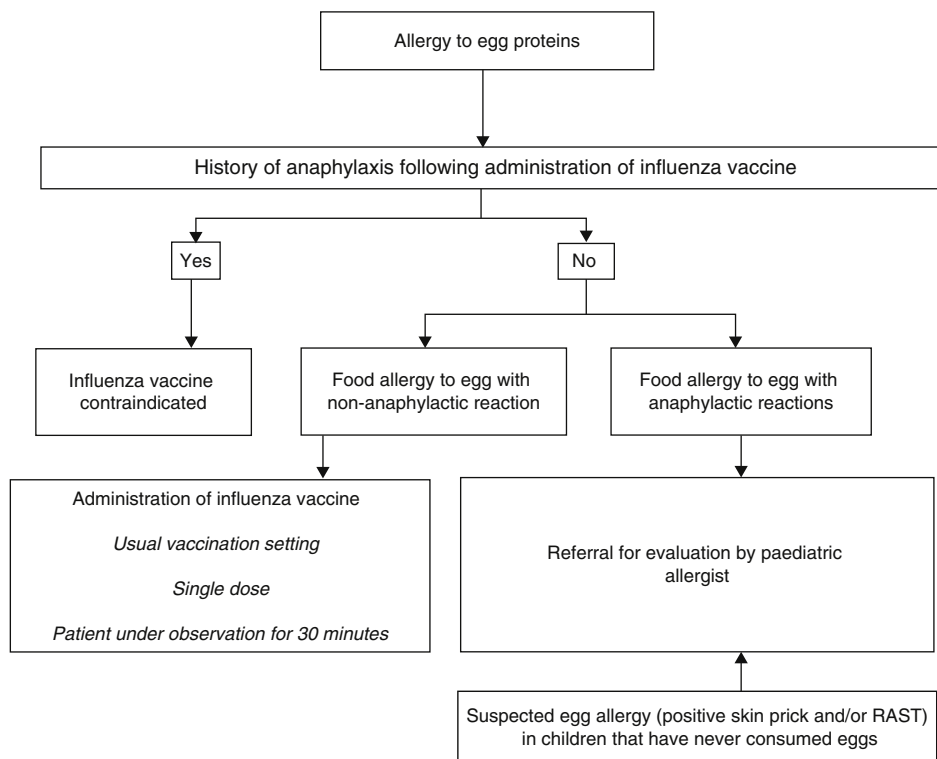 Allergy to egg proteins
History of anaphylaxis following administration of influenza vaccine
Yes
No
Influenza vaccine
contraindicated
Food allergy to egg with
non-anaphylactic reaction
Food allergy to egg with
anaphylactic reactions
Administration of influenza vaccine
Usual vaccination setting
Single dose
Patient under observation for 30 minutes
Referral for evaluation by paediatric
allergist
Suspected egg allergy (positive skin prick and/or RAST)
in children that have never consumed eggs